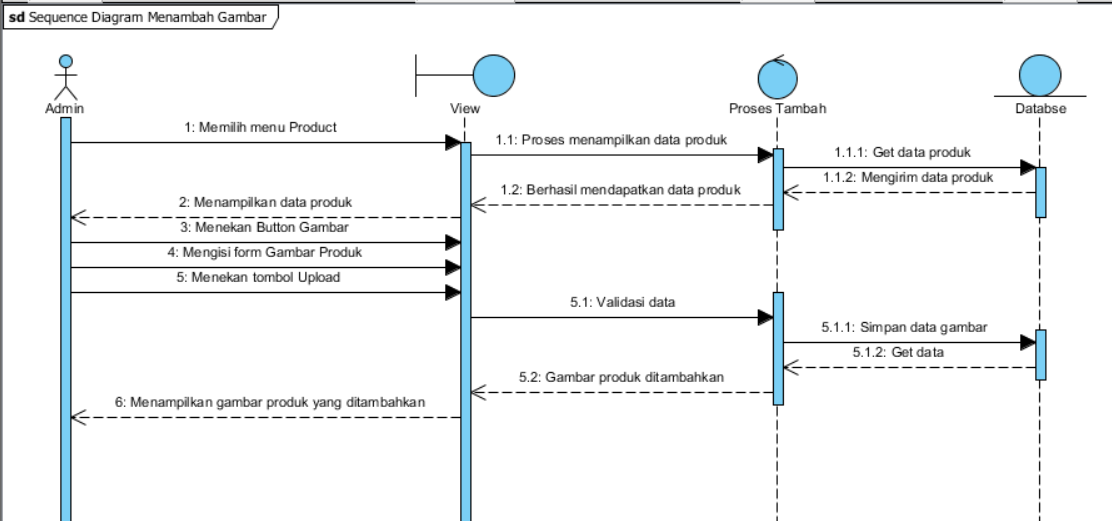 sd Sequence Diagram Menambah Gambar
Admin
View
Proses Tambah
Databse
1: Memilih menu Product
1.1: Proses menampilkan data produk
1.1.1: Get data produk
1.1.2: Mengirim data produk
1.2: Berhasil mendapatkan data produk
2: Menampilkan data produk
3: Menekan Button Gambar
4: Mengisi form Gambar Produk
5: Menekan tombol Upload
5.1: Validasi data
5.1.1: Simpan data gambar
5.1.2: Get data
5.2: Gambar produk ditambahkan
6: Menampilkan gambar produk yang ditambahkan